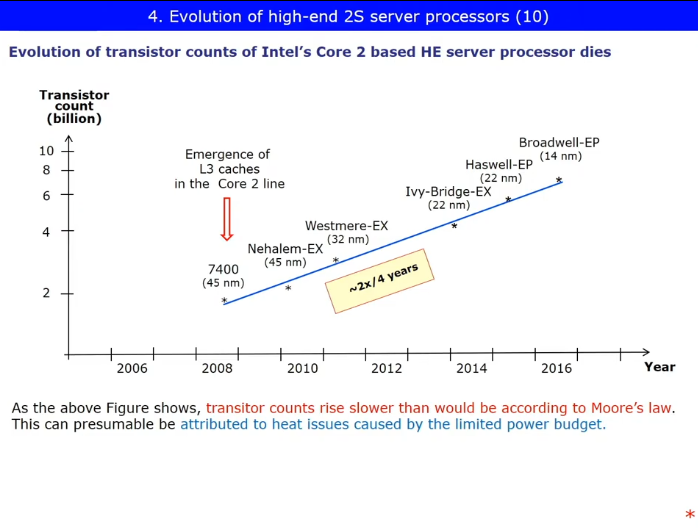 4. Evolution of high-end 2S server processors (10)
Evolution of transistor counts of Intel's Core 2 based HE server processor dies
Transistor
count
(billion)
10
8
6
4
2
Emergence of
L3 caches
in the Core 2 line
7400
(45 nm)
Nehalem-EX
(45 nm)
Westmere-EX
(32 nm)
Ivy-Bridge-EX
(22 nm)
Haswell-EP
(22 nm)
Broadwell-EP
(14 nm)
~2x/4 years
2006
2008
2010
2012
2014
2016
Year
As the above Figure shows, transitor counts rise slower than would be according to Moore's law.
This can presumable be attributed to heat issues caused by the limited power budget.
*